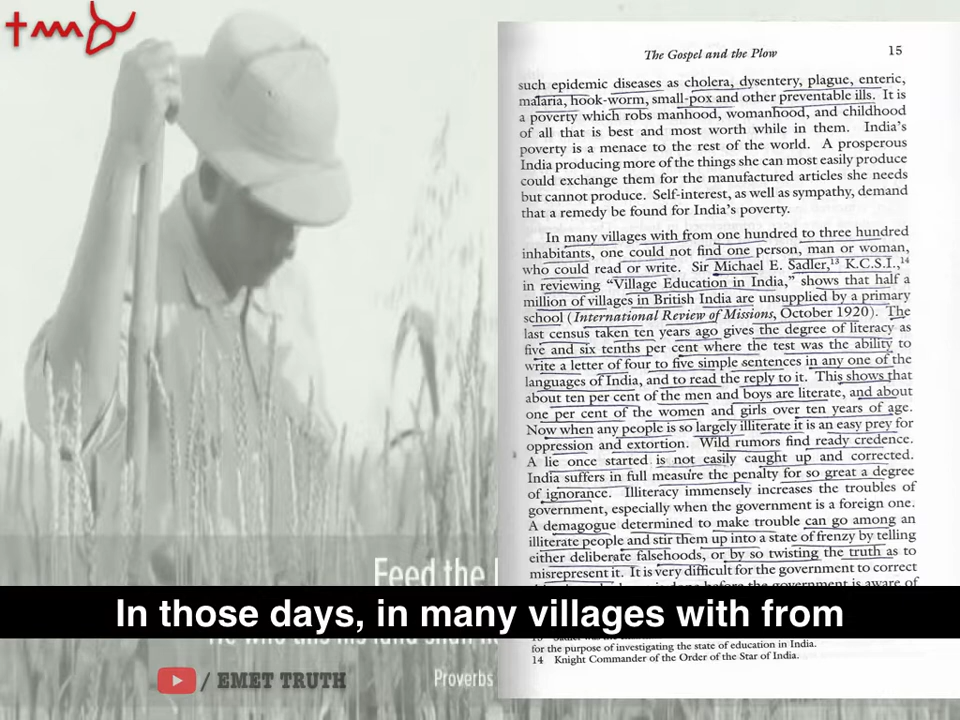 The Gospel and the Plow 15
such epidemic diseases as cholera, dysentery, plague, enteric,
malaria, hook-worm, small-pox and other preventable ills. It is
a poverty which robs manhood, womanhood, and childhood
of all that is best and most worth while in them. India's
poverty is a menace to the rest of the world. A prosperous
India producing more of the things she can most easily produce
could exchange them for the manufactured articles she needs
but cannot produce. Self-interest, as well as sympathy, demand
that a remedy be found for India's poverty.
In many villages with from one hundred to three hundred
inhabitants, one could not find one person, man or woman,
who could read or write. Sir Michael E. Sadler,13 K.C.S.I.,14
in reviewing “Village Education in India,” shows that half a
million of villages in British India are unsupplied by a primary
school (International Review of Missions, October 1920). The
last census taken ten years ago gives the degree of literacy as
five and six tenths per cent where the test was the ability to
write a letter of four to five simple sentences in any one of the
languages of India, and to read the reply to it. This shows that
about ten per cent of the men and boys are literate, and about
one per cent of the women and girls over ten years of age.
Now when any people is so largely illiterate it is an easy prey for
oppression and extortion. Wild rumors find ready credence.
A lie once started is not easily caught up and corrected.
India suffers in full measure the penalty for so great a degree
of ignorance. Illiteracy immensely increases the troubles of
government, especially when the government is a foreign one.
A demagogue determined to make trouble can go among an
illiterate people and stir them up into a state of frenzy by telling
either deliberate falsehoods, or by so twisting the truth as to
misrepresent it. It is very difficult for the government to correct
before the government is aware of
for the purpose of investigating the state of education in India.
14 Knight Commander of the Order of the Star of India.
Feed the
In those days, in many villages with from
/ EMET TRUTH
Proverbs